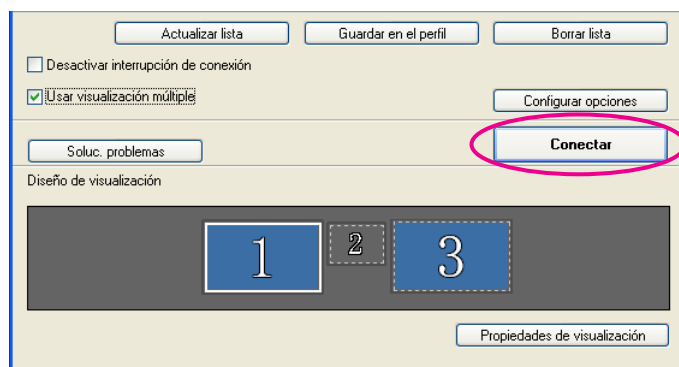 Actualizar lista Guardar en el perfil Borrar lista
Desactivar interrupción de conexión
Usar visualización múltiple
Configurar opciones
Conectar
Soluc. problemas
Diseño de visualización
1 2 3
Propiedades de visualización